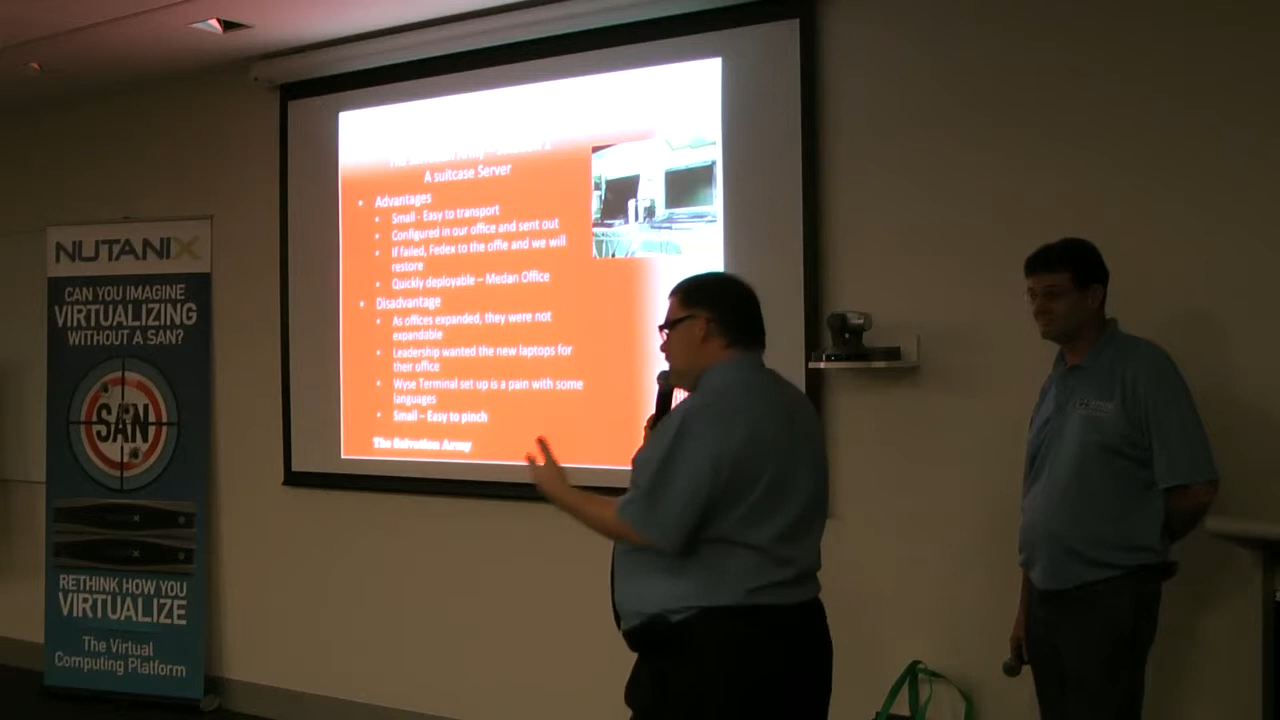 NUTANIX
CAN YOU IMAGINE
VIRTUALIZING
WITHOUT A SAN?
SAN
RETHINK HOW YOU
VIRTUALIZE
The Virtual
Computing Platform
The Salvation Army –
A suitcase Server
• Advantages
• Small - Easy to transport
• Configured in our office and sent out
• If failed, Fedex to the offie and we will
restore
• Quickly deployable – Medan Office
• Disadvantage
• As offices expanded, they were not
expandable
• Leadership wanted the new laptops for
their office
• Wyse Terminal set up is a pain with some
languages
• Small – Easy to pinch
The Salvation Army